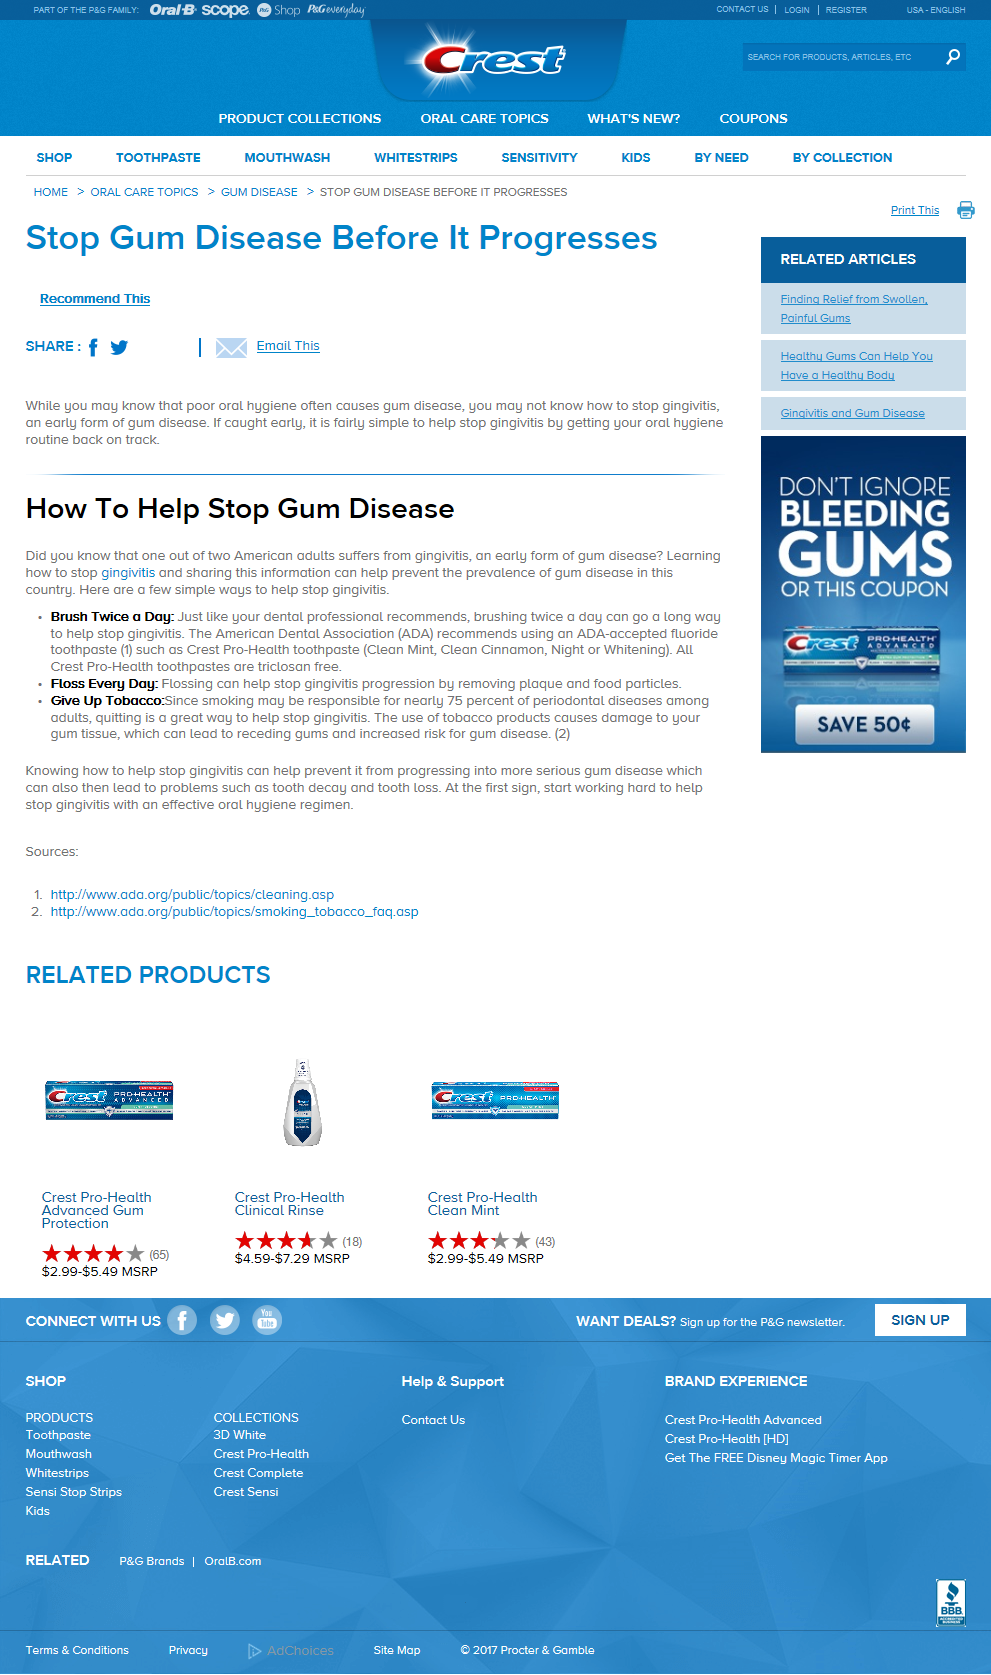 PART OF THE P&G FAMILY: Oral-B scope. P&G Shop P&G everyday
CONTACT US | LOGIN | REGISTER USA - ENGLISH
Crest
SEARCH FOR PRODUCTS, ARTICLES, ETC
PRODUCT COLLECTIONS ORAL CARE TOPICS WHAT'S NEW? COUPONS
SHOP TOOTHPASTE MOUTHWASH WHITESTRIPS SENSITIVITY KIDS BY NEED BY COLLECTION
HOME > ORAL CARE TOPICS > GUM DISEASE > STOP GUM DISEASE BEFORE IT PROGRESSES
Print This
Stop Gum Disease Before It Progresses
Recommend This
SHARE : | Email This
While you may know that poor oral hygiene often causes gum disease, you may not know how to stop gingivitis,
an early form of gum disease. If caught early, it is fairly simple to help stop gingivitis by getting your oral hygiene
routine back on track.
How To Help Stop Gum Disease
Did you know that one out of two American adults suffers from gingivitis, an early form of gum disease? Learning
how to stop gingivitis and sharing this information can help prevent the prevalence of gum disease in this
country. Here are a few simple ways to help stop gingivitis.
• Brush Twice a Day: Just like your dental professional recommends, brushing twice a day can go a long way
to help stop gingivitis. The American Dental Association (ADA) recommends using an ADA-accepted fluoride
toothpaste (1) such as Crest Pro-Health toothpaste (Clean Mint, Clean Cinnamon, Night or Whitening). All
Crest Pro-Health toothpastes are triclosan free.
• Floss Every Day: Flossing can help stop gingivitis progression by removing plaque and food particles.
• Give Up Tobacco:Since smoking may be responsible for nearly 75 percent of periodontal diseases among
adults, quitting is a great way to help stop gingivitis. The use of tobacco products causes damage to your
gum tissue, which can lead to receding gums and increased risk for gum disease. (2)
Knowing how to help stop gingivitis can help prevent it from progressing into more serious gum disease which
can also then lead to problems such as tooth decay and tooth loss. At the first sign, start working hard to help
stop gingivitis with an effective oral hygiene regimen.
Sources:
1. http://www.ada.org/public/topics/cleaning.asp
2. http://www.ada.org/public/topics/smoking_tobacco_faq.asp
RELATED ARTICLES
Finding Relief from Swollen,
Painful Gums
Healthy Gums Can Help You
Have a Healthy Body
Gingivitis and Gum Disease
DON'T IGNORE
BLEEDING
GUMS
OR THIS COUPON
Crest PRO-HEALTH
ADVANCED
SAVE 50¢
RELATED PRODUCTS
Crest PRO-HEALTH
ADVANCED
Crest PRO-HEALTH
Crest Pro-Health
Advanced Gum
Protection
(65)
$2.99-$5.49 MSRP
Crest Pro-Health
Clinical Rinse
(18)
$4.59-$7.29 MSRP
Crest Pro-Health
Clean Mint
(43)
$2.99-$5.49 MSRP
CONNECT WITH US You Tube
WANT DEALS? Sign up for the P&G newsletter. SIGN UP
SHOP
PRODUCTS
Toothpaste
Mouthwash
Whitestrips
Sensi Stop Strips
Kids
COLLECTIONS
3D White
Crest Pro-Health
Crest Complete
Crest Sensi
Help & Support
Contact Us
BRAND EXPERIENCE
Crest Pro-Health Advanced
Crest Pro-Health [HD]
Get The FREE Disney Magic Timer App
RELATED P&G Brands | OralB.com
BBB
ACCREDITED
BUSINESS
Terms & Conditions Privacy AdChoices Site Map © 2017 Procter & Gamble